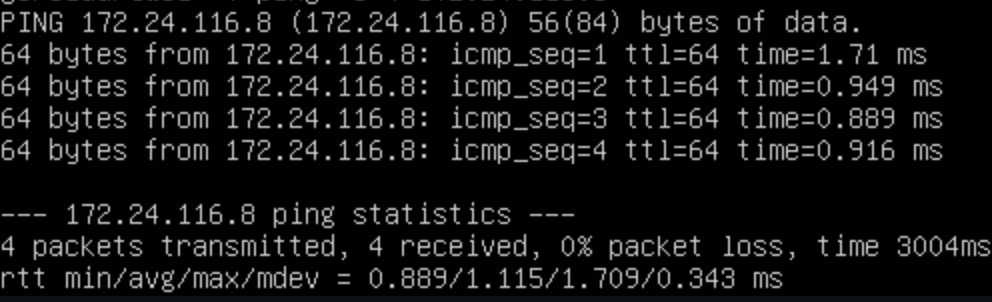 PING 172.24.116.8 (172.24.116.8) 56(84) bytes of data.
64 bytes from 172.24.116.8: icmp_seq=1 ttl=64 time=1.71 ms
64 bytes from 172.24.116.8: icmp_seq=2 ttl=64 time=0.949 ms
64 bytes from 172.24.116.8: icmp_seq=3 ttl=64 time=0.889 ms
64 bytes from 172.24.116.8: icmp_seq=4 ttl=64 time=0.916 ms
--- 172.24.116.8 ping statistics ---
4 packets transmitted, 4 received, 0% packet loss, time 3004ms
rtt min/avg/max/mdev = 0.889/1.115/1.709/0.343 ms